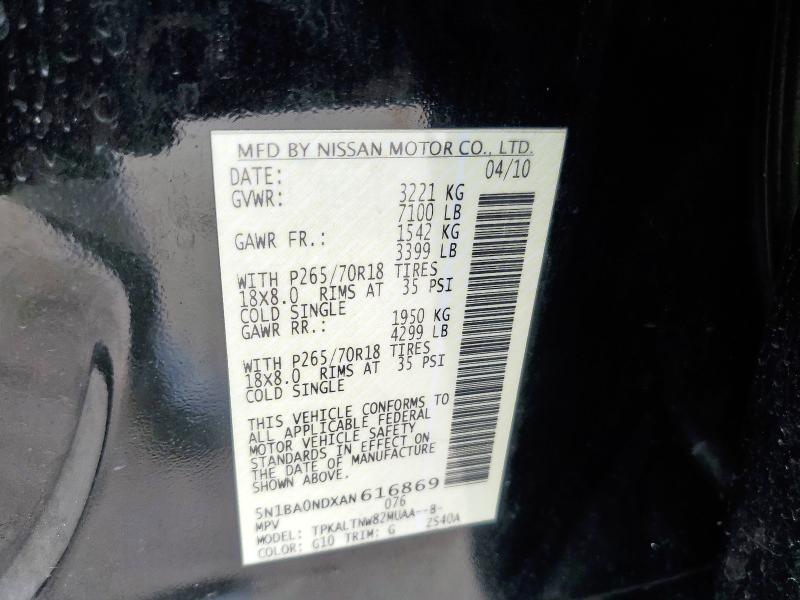 MFD BY NISSAN MOTOR CO., LTD.
DATE: 04/10
GVWR: 3221 KG
7100 LB
GAWR FR.: 1542 KG
3399 LB
WITH P265/70R18 TIRES
18X8.0 RIMS AT 35 PSI
COLD SINGLE
GAWR RR.: 1950 KG
4299 LB
WITH P265/70R18 TIRES
18X8.0 RIMS AT 35 PSI
COLD SINGLE
THIS VEHICLE CONFORMS TO
ALL APPLICABLE FEDERAL
MOTOR VEHICLE SAFETY
STANDARDS IN EFFECT ON
THE DATE OF MANUFACTURE
SHOWN ABOVE.
5N1BA0NDXAN616869
MPV 076
MODEL: TPKALTNW82MUAA--B-
COLOR: G10 TRIM: G ZS40A